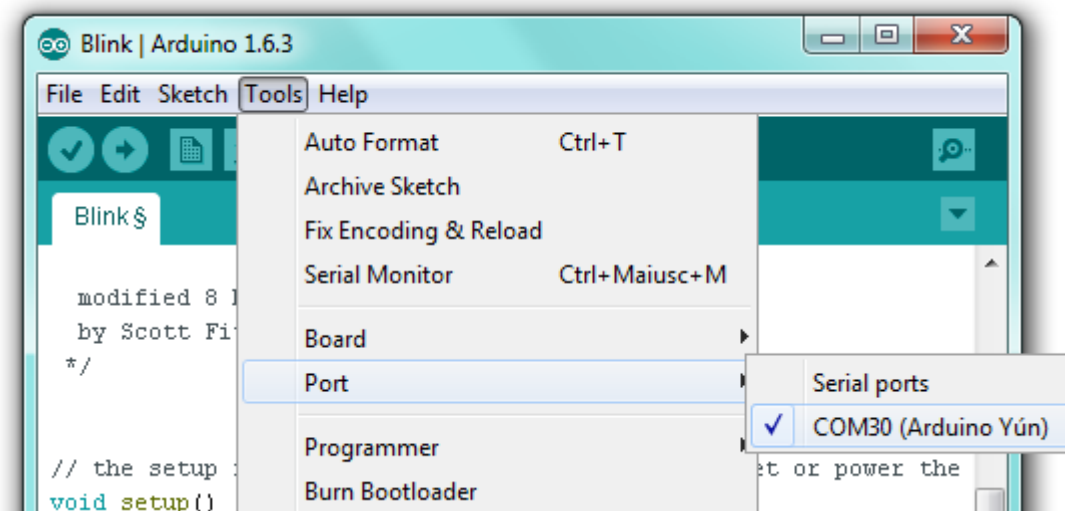 Blink | Arduino 1.6.3
File Edit Sketch Tools Help
Auto Format Ctrl+T
Archive Sketch
Blink §
Fix Encoding & Reload
Serial Monitor Ctrl+Maiusc+M
modified 8
by Scott
*/
Board
Port
Serial ports
COM30 (Arduino Yún)
Programmer
// the setup
or power the
Burn Bootloader
void setup()